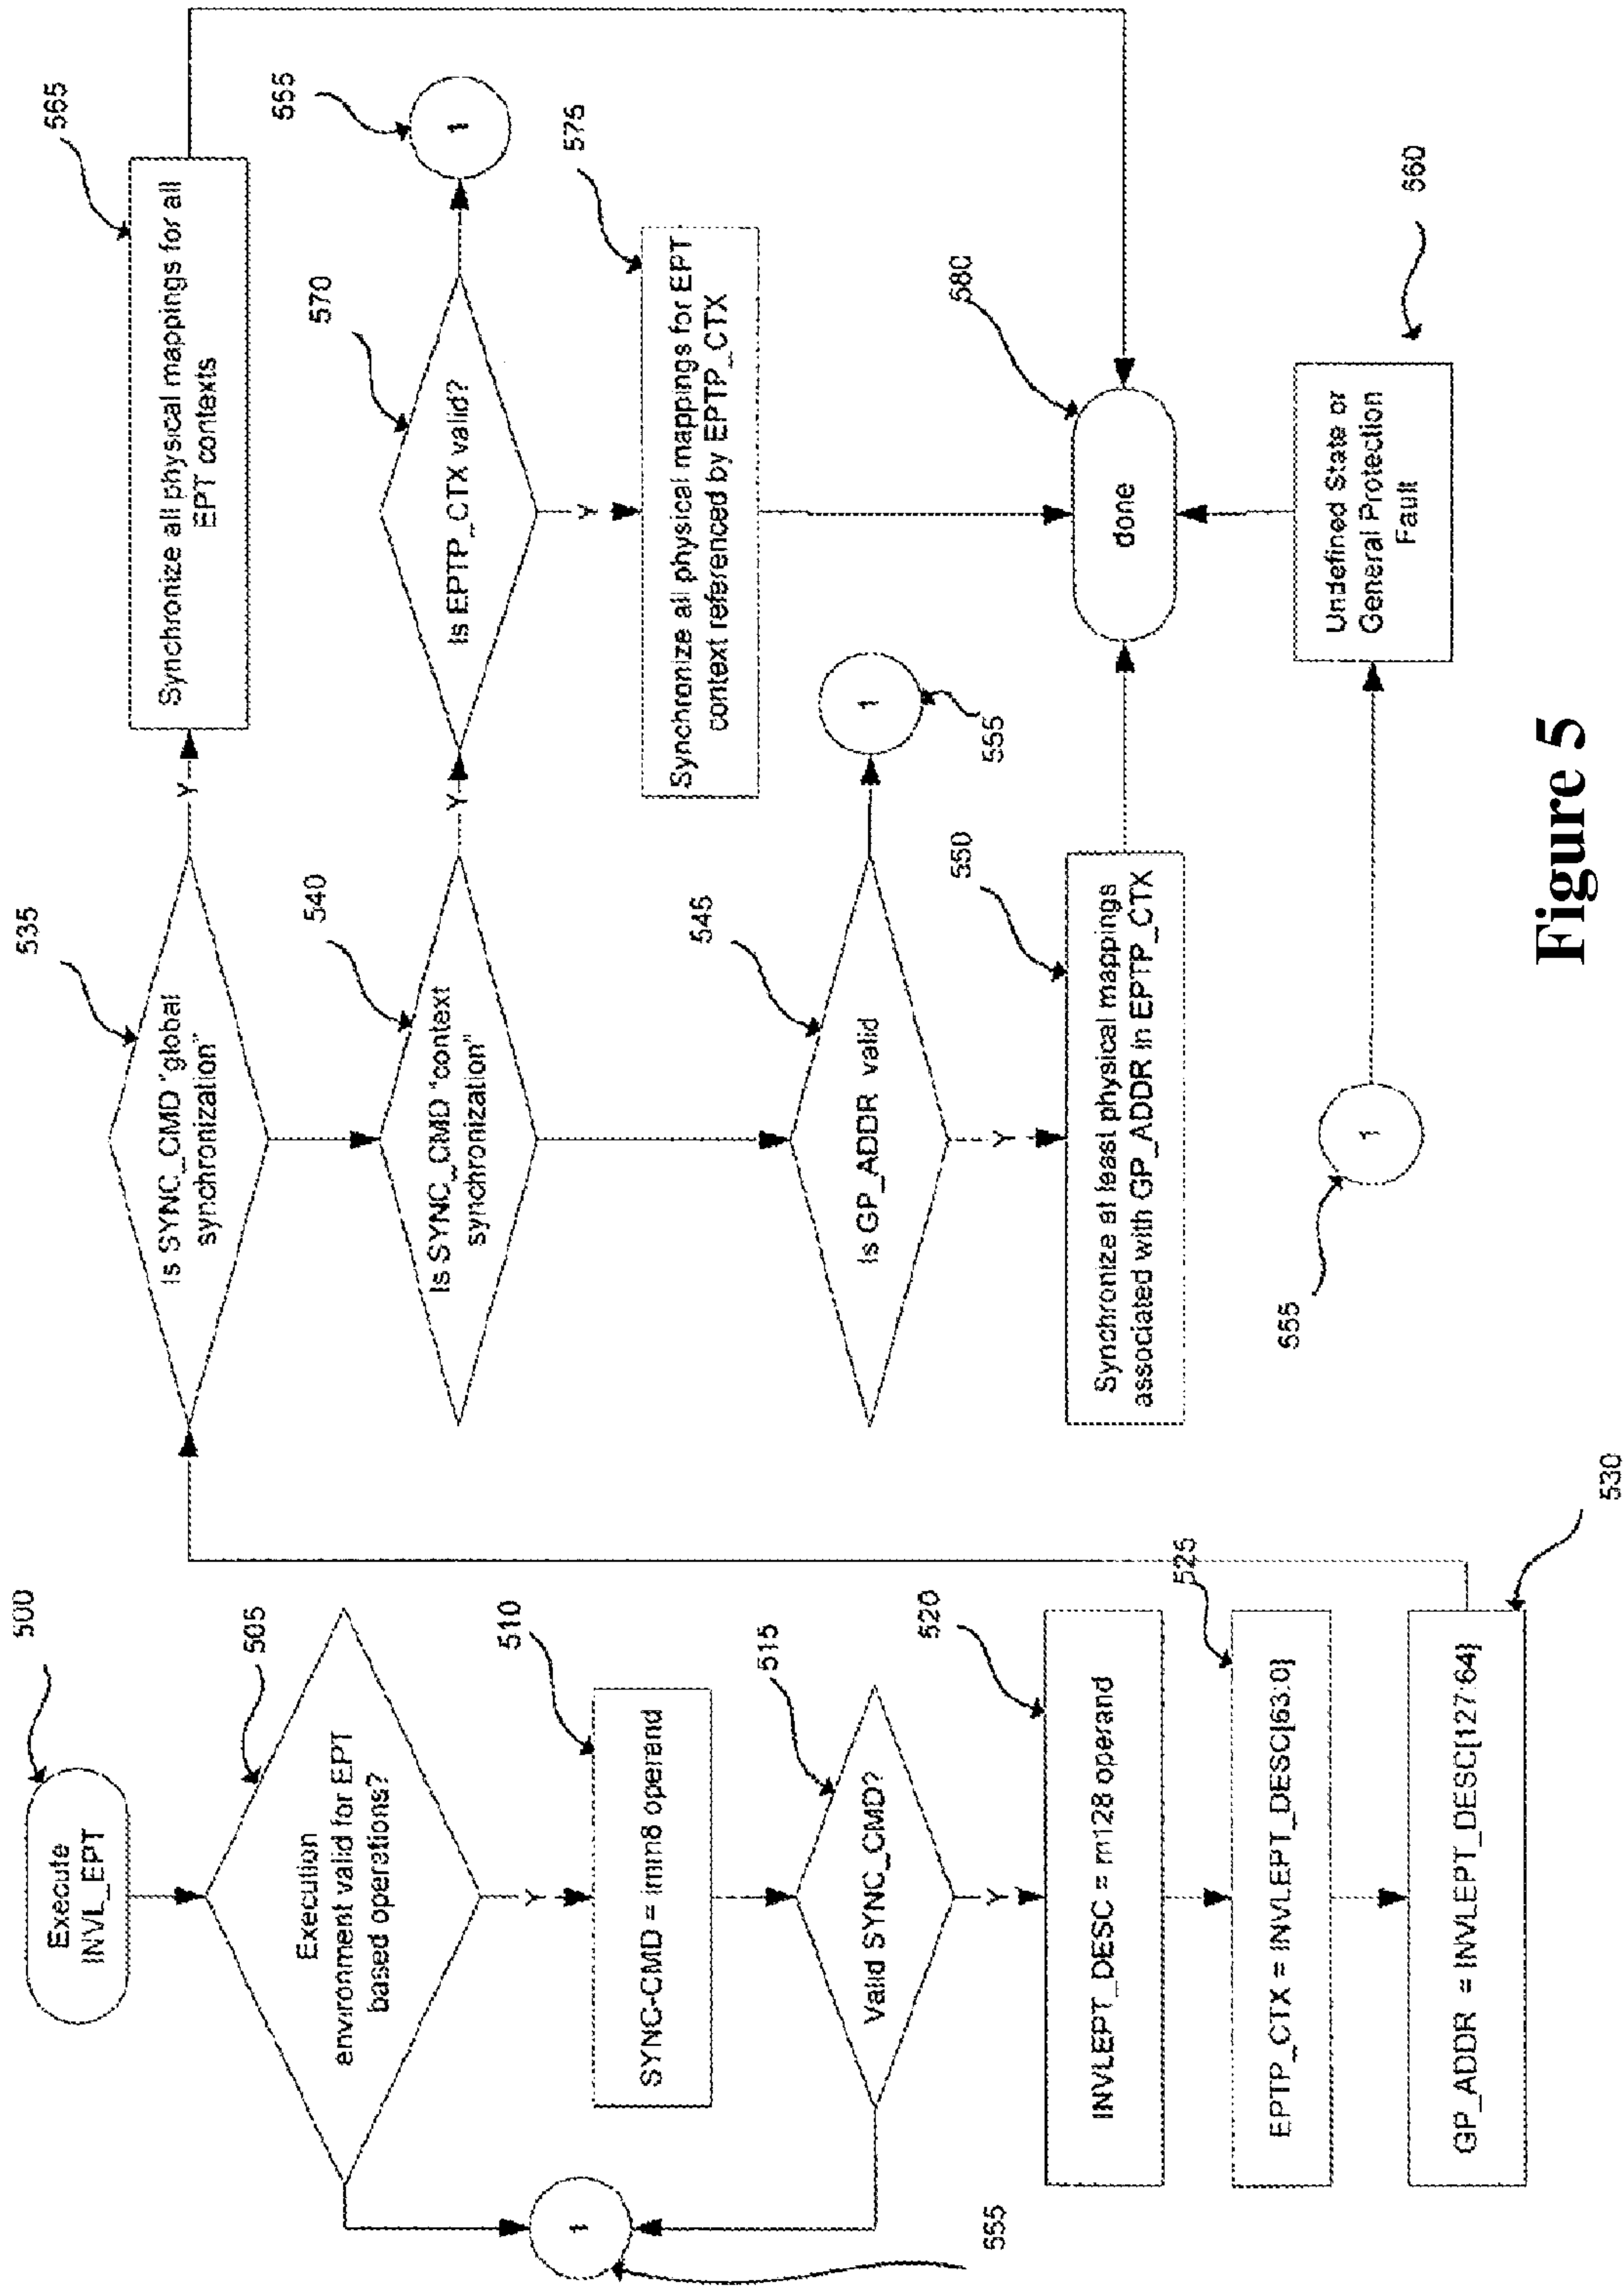 500
Execute
INVL_EPT
505
Execution
environment valid for EPT
based operations?
Y
510
SYNC-CMD = imm8 operand
515
Valid SYNC_CMD?
Y
520
INVLEPT_DESC = m128 operand
525
EPTP_CTX = INVLEPT_DESC[63:0]
530
GP_ADDR = INVLEPT_DESC[127:64]
1
555
535
Is SYNC_CMD "global
synchronization"
Y
565
Synchronize all physical mappings for all
EPT contexts
540
Is SYNC_CMD "context
synchronization"
Y
570
Is EPTP_CTX valid?
1
555
Y
575
Synchronize all physical mappings for EPT
context referenced by EPTP_CTX
545
Is GP_ADDR valid
1
555
Y
550
Synchronize at least physical mappings
associated with GP_ADDR in EPTP_CTX
580
done
555
1
Undefined State or
General Protection
Fault
560
Figure 5